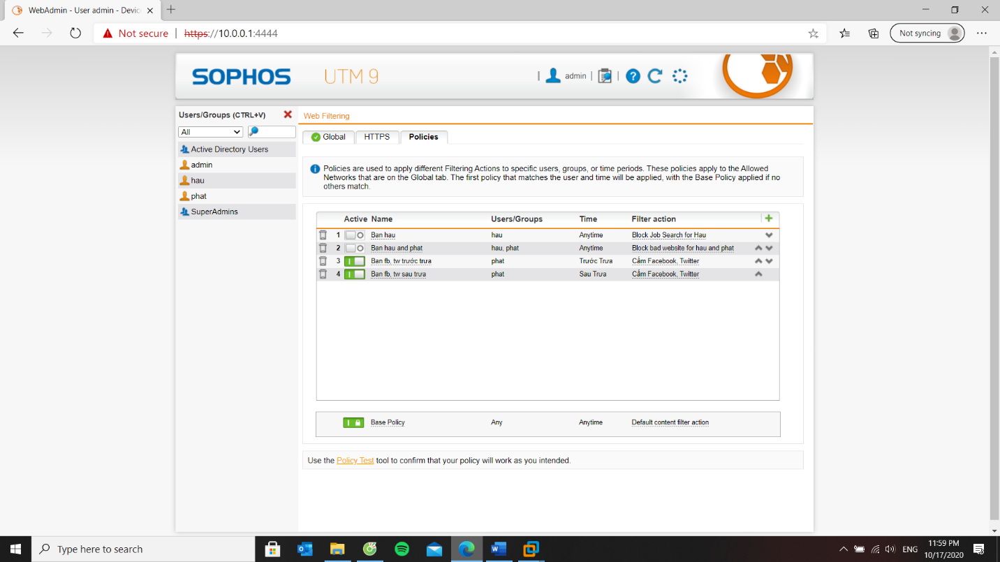 WebAdmin - User admin - Devic
Not secure | https://10.0.0.1:4444
Not syncing
SOPHOS UTM 9
| admin | |
Users/Groups (CTRL+V)
All
Active Directory Users
admin
hau
phat
SuperAdmins
Web Filtering
Global HTTPS Policies
Policies are used to apply different Filtering Actions to specific users, groups, or time periods. These policies apply to the Allowed
Networks that are on the Global tab. The first policy that matches the user and time will be applied, with the Base Policy applied if no
others match.
Active Name Users/Groups Time Filter action
1 Ban hau hau Anytime Block Job Search for Hau
2 Ban hau and phat hau, phat Anytime Block bad website for hau and phat
3 Ban fb, tw trước trưa phat Trước Trưa Cấm Facebook, Twitter
4 Ban fb, tw sau trưa phat Sau Trưa Cấm Facebook, Twitter
Base Policy Any Anytime Default content filter action
Use the Policy Test tool to confirm that your policy will work as you intended.
Type here to search
ENG
11:59 PM
10/17/2020